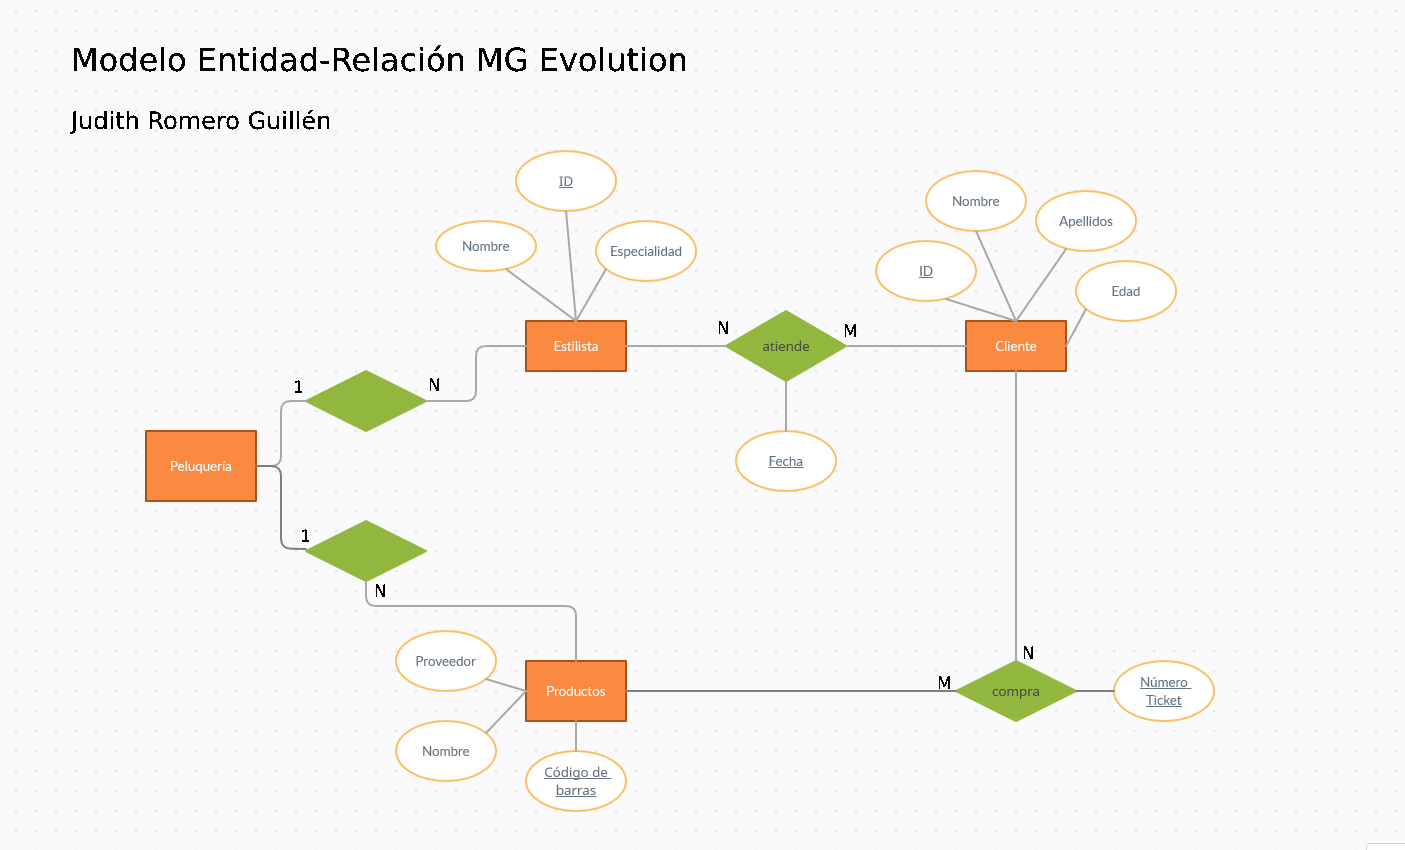 Modelo Entidad-Relación MG Evolution
Judith Romero Guillén
ID
Nombre
Especialidad
Nombre
Apellidos
ID
Edad
Estilista
N
atiende
M
Cliente
1
N
Peluquería
Fecha
1
N
Proveedor
Productos
Nombre
Código de
barras
M
N
compra
Número
Ticket